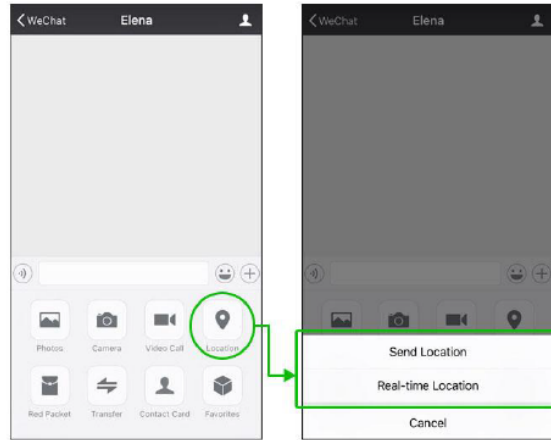 WeChat Elena
Photos Camera Video Call Location
Red Packet Transfer Contact Card Favorites
WeChat Elena
Send Location
Real-time Location
Cancel